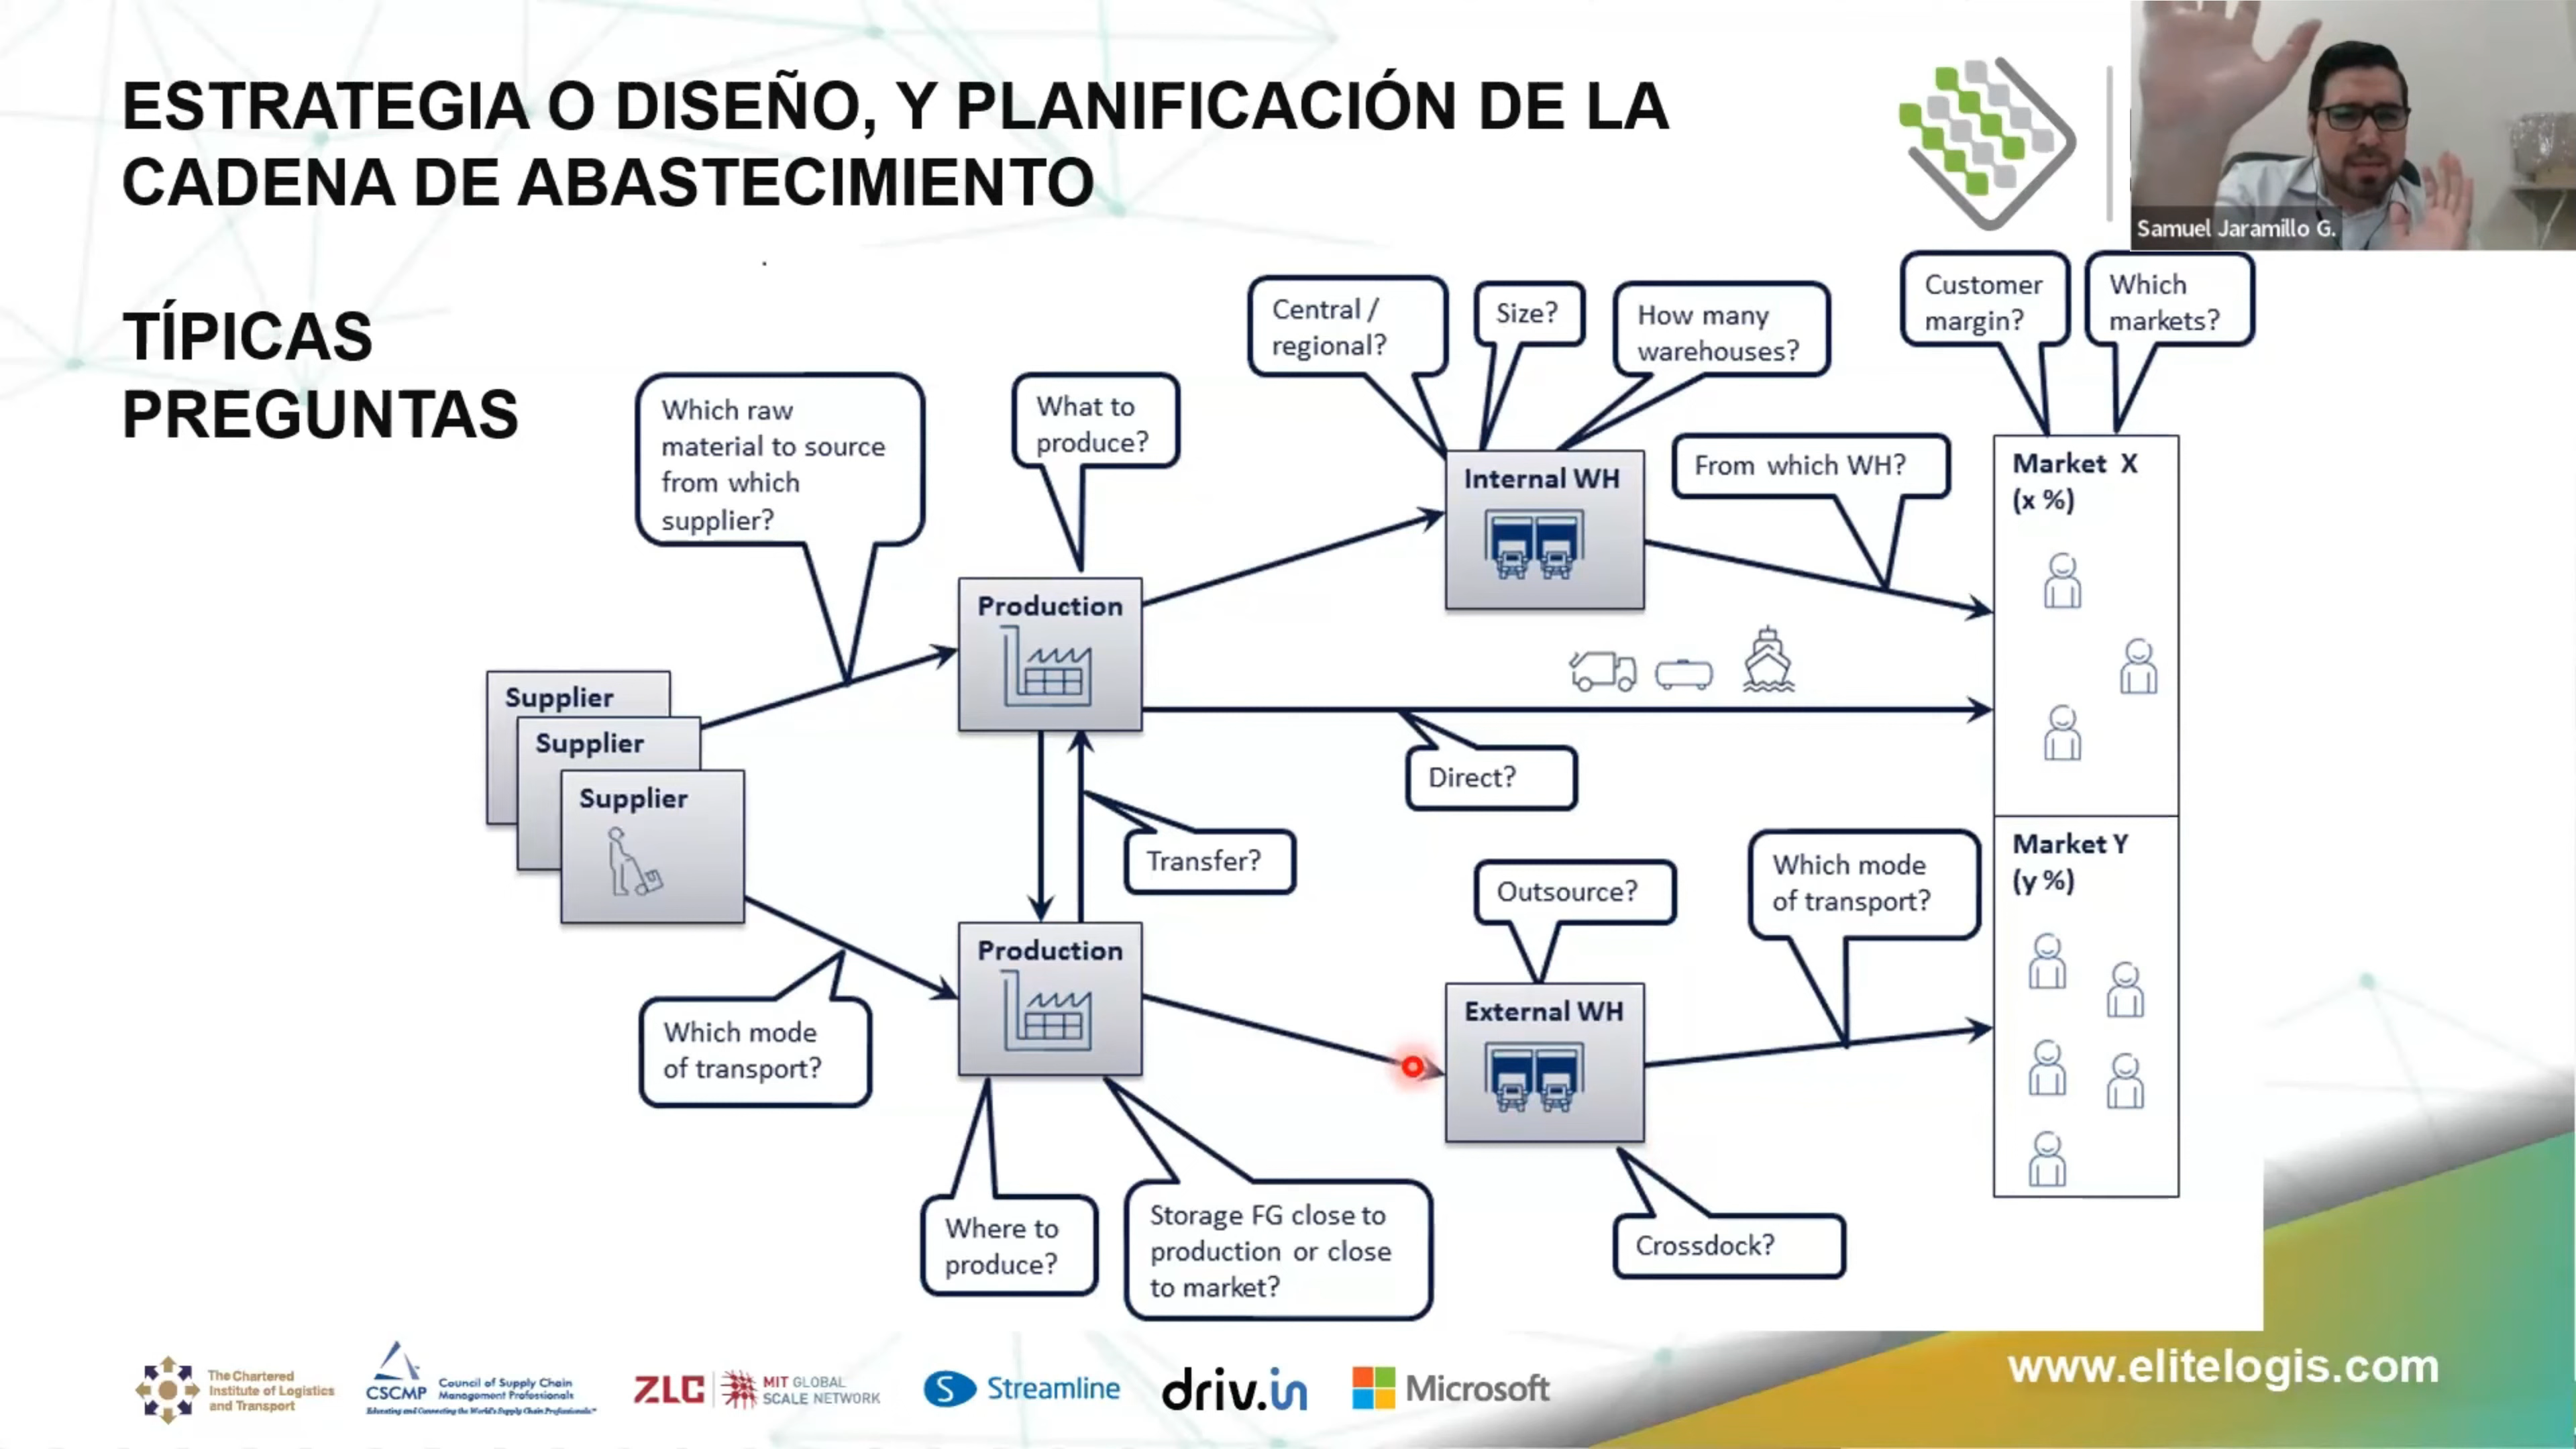 ESTRATEGIA O DISEÑO, Y PLANIFICACIÓN DE LA
CADENA DE ABASTECIMIENTO
Samuel Jaramillo G.
TÍPICAS
PREGUNTAS
Central /
regional?
Size?
How many
warehouses?
Customer
margin?
Which
markets?
Which raw
material to source
from which
supplier?
What to
produce?
Internal WH
From which WH?
Market X
(x %)
Production
Supplier
Supplier
Supplier
Direct?
Transfer?
Outsource?
Which mode
of transport?
Market Y
(y %)
Production
External WH
Which mode
of transport?
Where to
produce?
Storage FG close to
production or close
to market?
Crossdock?
The Chartered
Institute of Logistics
and Transport
CSCMP
Council of Supply Chain
Management Professionals
Educating and Connecting the World's Supply Chain Professionals.™
ZLC
MIT GLOBAL
SCALE NETWORK
S Streamline
driv.in
Microsoft
www.elitelogis.com